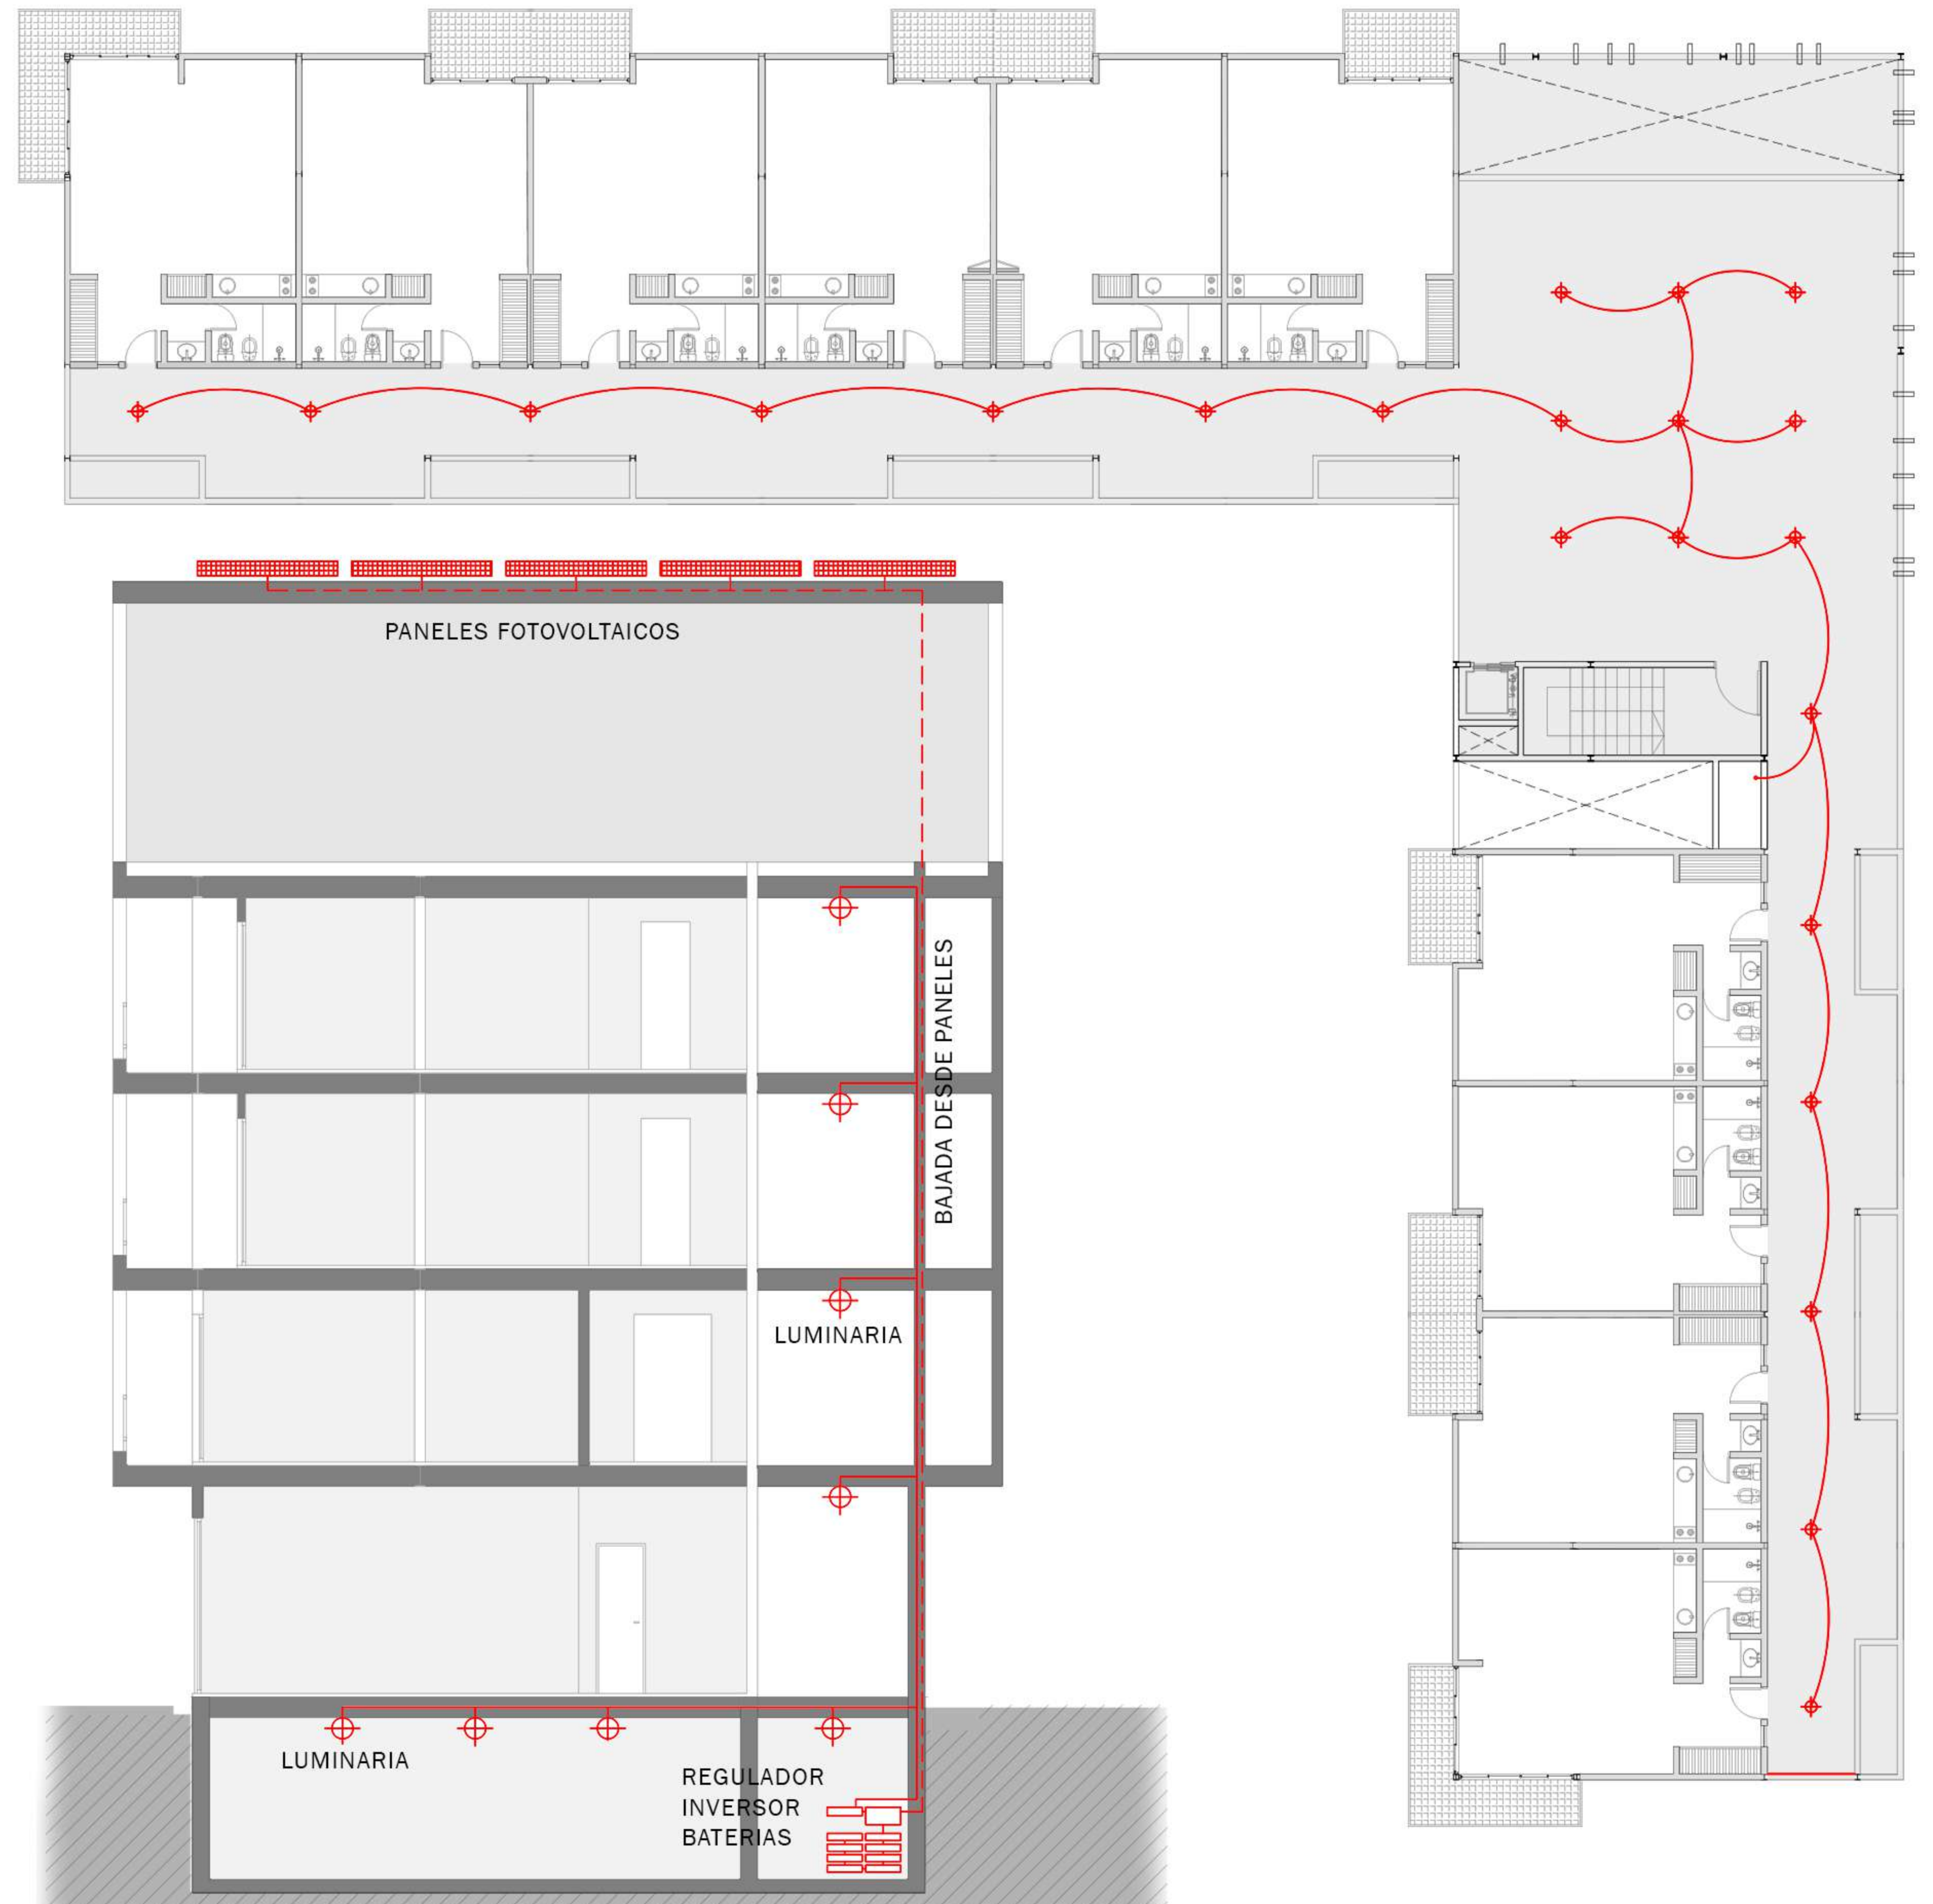 PANELES FOTOVOLTAICOS
BAJADA DESDE PANELES
LUMINARIA
LUMINARIA
REGULADOR
INVERSOR
BATERIAS